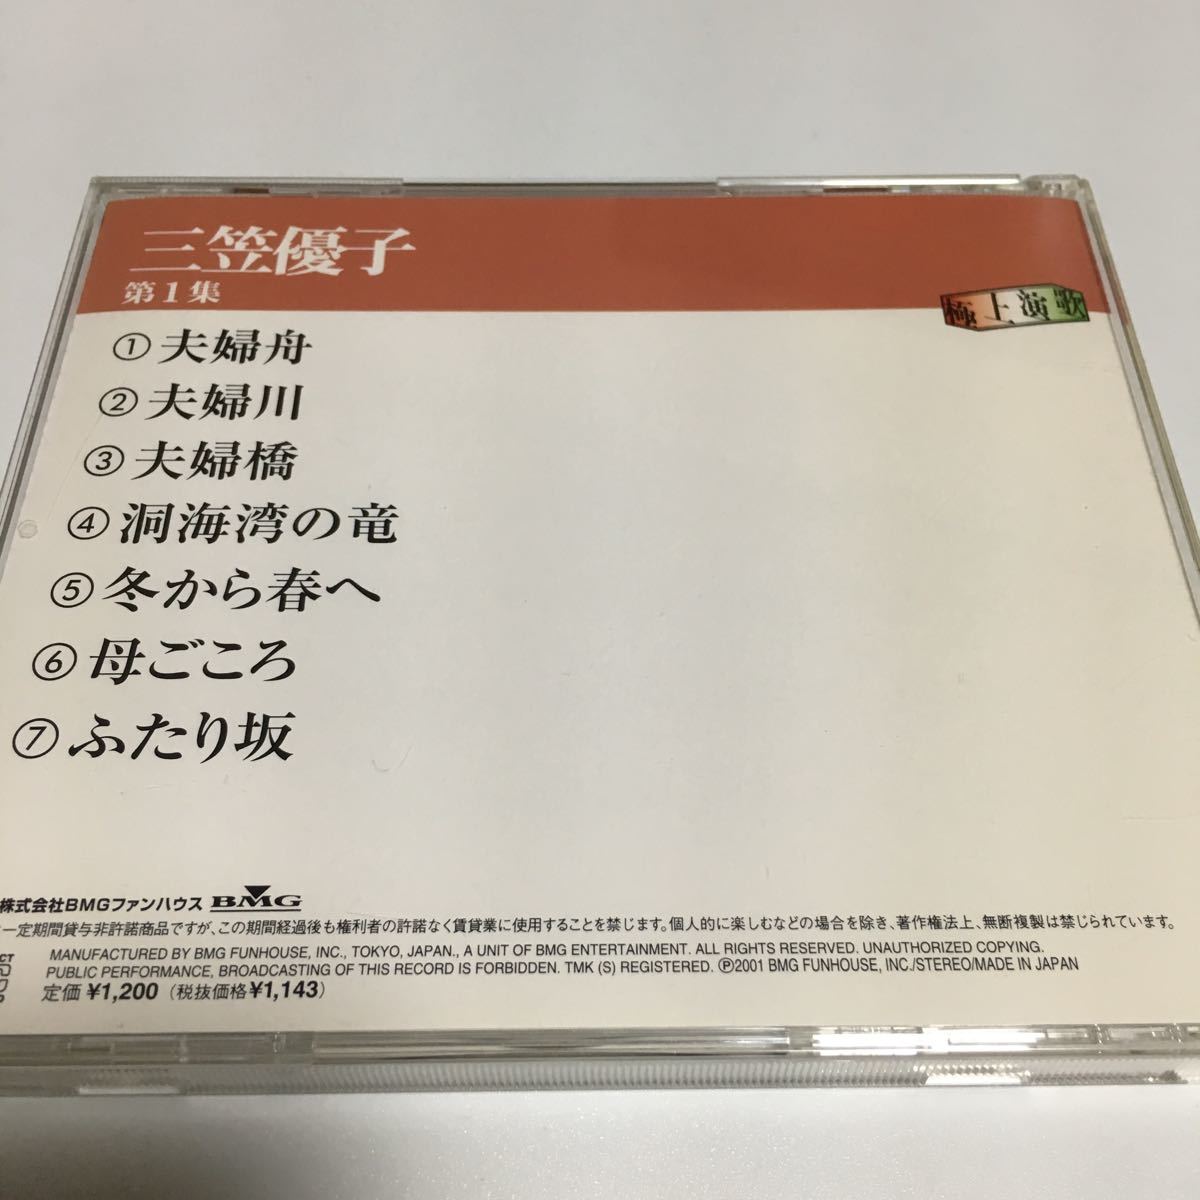 三笠優子
第1集
極上演歌
①夫婦舟
②夫婦川
③夫婦橋
④洞海湾の竜
⑤冬から春へ
⑥母ごころ
⑦ふたり坂
株式会社BMGファンハウス BMG
一定期間貸与非許諾商品ですが、この期間経過後も権利者の許諾なく賃貸業に使用することを禁じます。個人的に楽しむなどの場合を除き、著作権法上、無断複製は禁じられています。
MANUFACTURED BY BMG FUNHOUSE, INC., TOKYO, JAPAN., A UNIT OF BMG ENTERTAINMENT. ALL RIGHTS RESERVED. UNAUTHORIZED COPYING.
PUBLIC PERFORMANCE, BROADCASTING OF THIS RECORD IS FORBIDDEN. TMK (S) REGISTERED. Ⓟ2001 BMG FUNHOUSE, INC./STEREO/MADE IN JAPAN
定価 ¥1,200 (税抜価格¥1,143)